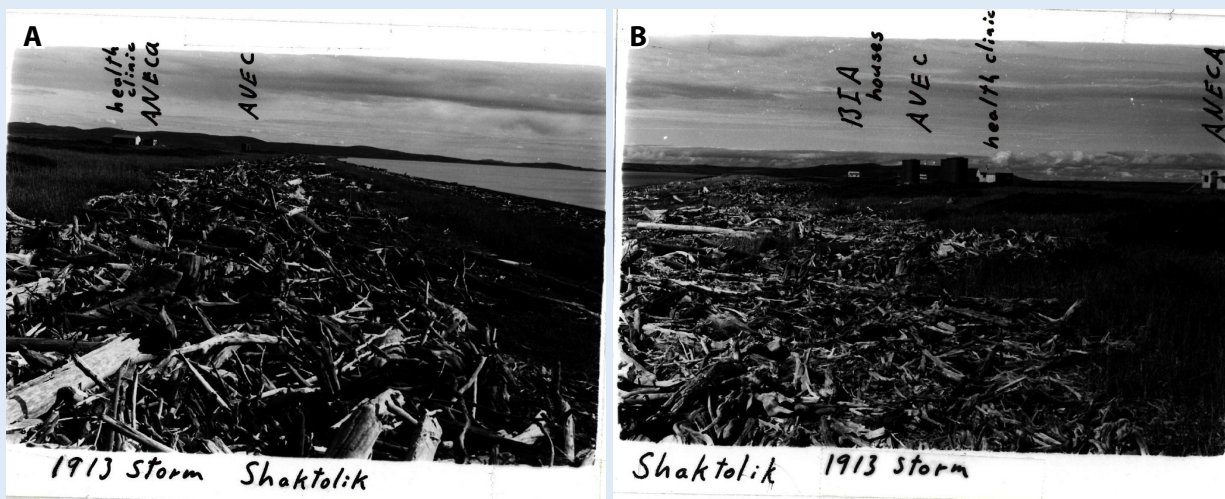 A
health
clinic
ANECA
AVEC
1913 Storm Shaktolik
B
BIA
houses
AVEC
health clinic
ANECA
Shaktolik 1913 Storm